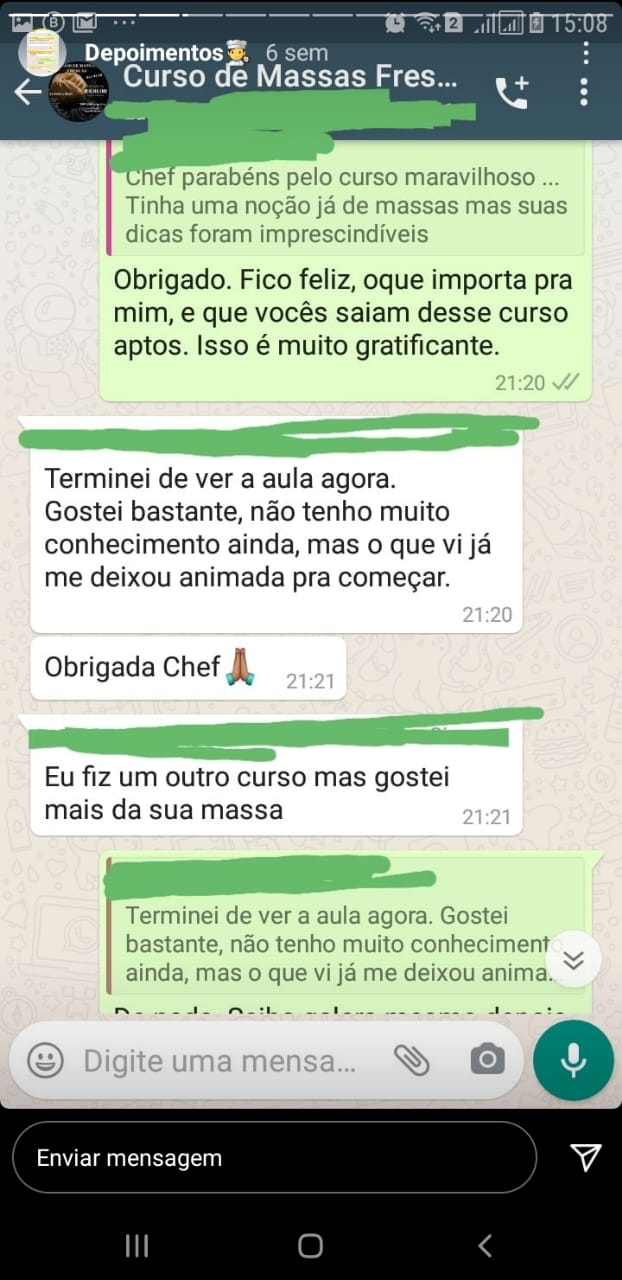 15:08
Depoimentos 6 sem
Curso de Massas Fres...
Chef parabéns pelo curso maravilhoso ...
Tinha uma noção já de massas mas suas
dicas foram imprescindíveis
Obrigado. Fico feliz, oque importa pra
mim, e que vocês saiam desse curso
aptos. Isso é muito gratificante.
21:20
Terminei de ver a aula agora.
Gostei bastante, não tenho muito
conhecimento ainda, mas o que vi já
me deixou animada pra começar.
21:20
Obrigada Chef🙏🏽
21:21
Eu fiz um outro curso mas gostei
mais da sua massa
21:21
Terminei de ver a aula agora. Gostei
bastante, não tenho muito
ainda, mas o que vi já me deixou
Digite uma mensa...
Enviar mensagem